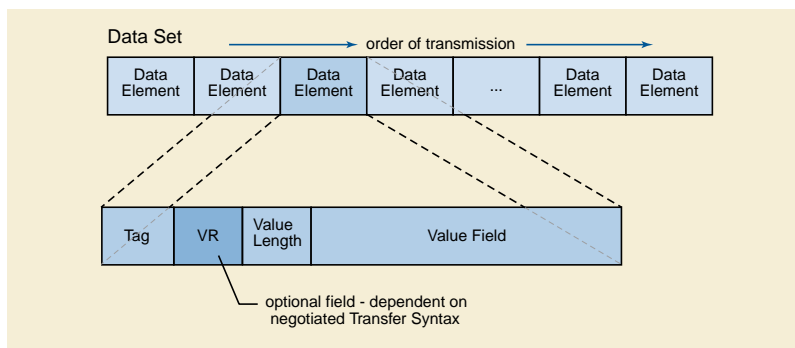 Data Set
order of transmission
Data Element
Data Element
Data Element
Data Element
...
Data Element
Data Element
Tag
VR
Value Length
Value Field
optional field - dependent on
negotiated Transfer Syntax